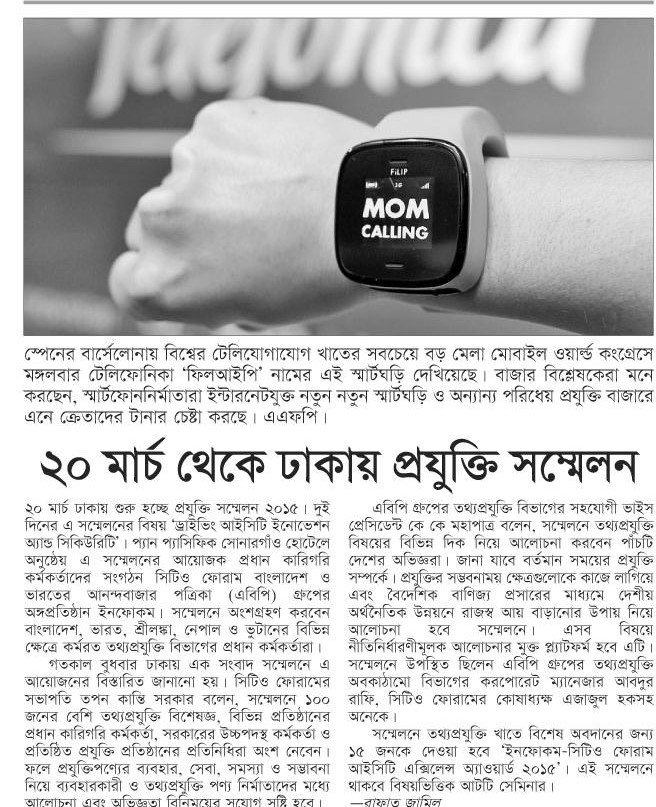 FiLIP
3G
MOM
CALLING
স্পেনের বার্সেলোনায় বিশ্বের টেলিযোগাযোগ খাতের সবচেয়ে বড় মেলা মোবাইল ওয়ার্ল্ড কংগ্রেসে
মঙ্গলবার টেলিফোনিকা ‘ফিলআইপি’ নামের এই স্মার্টঘড়ি দেখিয়েছে। বাজার বিশ্লেষকেরা মনে
করছেন, স্মার্টফোননির্মাতারা ইন্টারনেটযুক্ত নতুন নতুন স্মার্টঘড়ি ও অন্যান্য পরিধেয় প্রযুক্তি বাজারে
এনে ক্রেতাদের টানার চেষ্টা করছে। এএফপি।
২০ মার্চ থেকে ঢাকায় প্রযুক্তি সম্মেলন
২০ মার্চ ঢাকায় শুরু হচ্ছে প্রযুক্তি সম্মেলন ২০১৫। দুই
দিনের এ সম্মেলনের বিষয় ‘ড্রাইভিং আইসিটি ইনোভেশন
অ্যান্ড সিকিউরিটি’। প্যান প্যাসিফিক সোনারগাঁও হোটেলে
অনুষ্ঠেয় এ সম্মেলনের আয়োজক প্রধান কারিগরি
কর্মকর্তাদের সংগঠন সিটিও ফোরাম বাংলাদেশ ও
ভারতের আনন্দবাজার পত্রিকা (এবিপি) গ্রুপের
অঙ্গপ্রতিষ্ঠান ইনফোকম। সম্মেলনে অংশগ্রহণ করবেন
বাংলাদেশ, ভারত, শ্রীলঙ্কা, নেপাল ও ভুটানের বিভিন্ন
ক্ষেত্রে কর্মরত তথ্যপ্রযুক্তি বিভাগের প্রধান কর্মকর্তারা।
গতকাল বুধবার ঢাকায় এক সংবাদ সম্মেলনে এ
আয়োজনের বিস্তারিত জানানো হয়। সিটিও ফোরামের
সভাপতি তপন কান্তি সরকার বলেন, সম্মেলনে ১০০
জনের বেশি তথ্যপ্রযুক্তি বিশেষজ্ঞ, বিভিন্ন প্রতিষ্ঠানের
প্রধান কারিগরি কর্মকর্তা, সরকারের উচ্চপদস্থ কর্মকর্তা ও
প্রতিষ্ঠিত প্রযুক্তি প্রতিষ্ঠানের প্রতিনিধিরা অংশ নেবেন।
ফলে প্রযুক্তিপণ্যের ব্যবহার, সেবা, সমস্যা ও সম্ভাবনা
নিয়ে ব্যবহারকারী ও তথ্যপ্রযুক্তি পণ্য নির্মাতাদের মধ্যে
আলোচনা এবং অভিজ্ঞতা বিনিময়ের সুযোগ সৃষ্টি হবে।
এবিপি গ্রুপের তথ্যপ্রযুক্তি বিভাগের সহযোগী ভাইস
প্রেসিডেন্ট কে কে মহাপাত্র বলেন, সম্মেলনে তথ্যপ্রযুক্তি
বিষয়ের বিভিন্ন দিক নিয়ে আলোচনা করবেন পাঁচটি
দেশের অভিজ্ঞরা। জানা যাবে বর্তমান সময়ের প্রযুক্তি
সম্পর্কে। প্রযুক্তির সম্ভবনাময় ক্ষেত্রগুলোকে কাজে লাগিয়ে
এবং বৈদেশিক বাণিজ্য প্রসারের মাধ্যমে দেশীয়
অর্থনৈতিক উন্নয়নে রাজস্ব আয় বাড়ানোর উপায় নিয়ে
আলোচনা হবে সম্মেলনে। এসব বিষয়ে
নীতিনির্ধারণীমূলক আলোচনার মুক্ত প্ল্যাটফর্ম হবে এটি।
সম্মেলনে উপস্থিত ছিলেন এবিপি গ্রুপের তথ্যপ্রযুক্তি
অবকাঠামো বিভাগের করপোরেট ম্যানেজার আবদুর
রাফি, সিটিও ফোরামের কোষাধ্যক্ষ এজাজুল হকসহ
অনেকে।
সম্মেলনে তথ্যপ্রযুক্তি খাতে বিশেষ অবদানের জন্য
১৫ জনকে দেওয়া হবে ‘ইনফোকম-সিটিও ফোরাম
আইসিটি এক্সিলেন্স অ্যাওয়ার্ড ২০১৫’। এই সম্মেলনে
থাকবে বিষয়ভিত্তিক আটটি সেমিনার।
—রাফাত জামিল